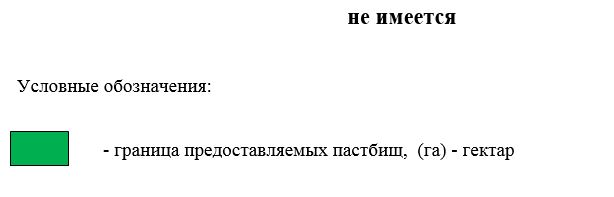 не имеется
Условные обозначения:
- граница предоставляемых пастбищ, (га) - гектар